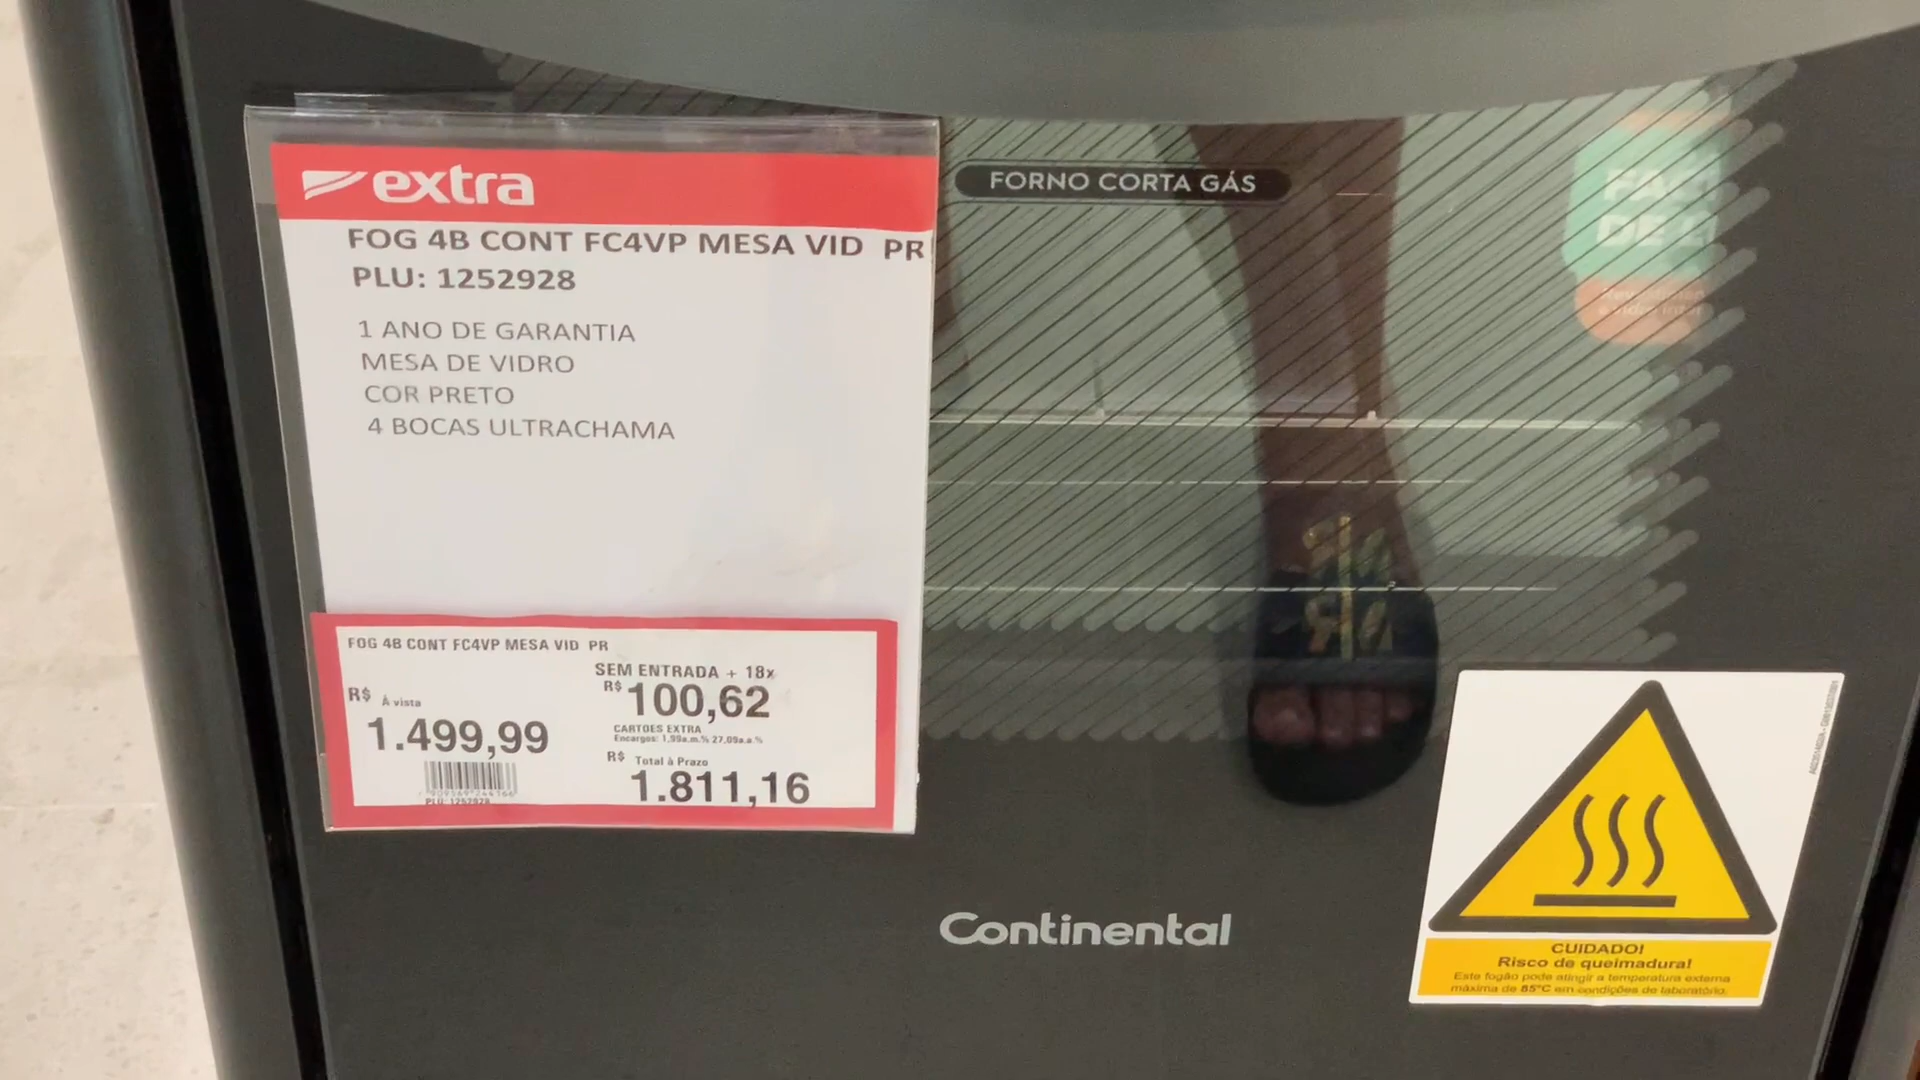 extra
FOG 4B CONT FC4VP MESA VID PR
PLU: 1252928
1 ANO DE GARANTIA
MESA DE VIDRO
COR PRETO
4 BOCAS ULTRACHAMA
FOG 4B CONT FC4VP MESA VID PR
SEM ENTRADA + 18x
R$ 100,62
CARTOES EXTRA
Encargos: 1,99a.m.% 27,09a.a.%
R$ À vista
1.499,99
R$ Total à Prazo
1.811,16
PLU: 1252928
FORNO CORTA GÁS
DE
Continental
CUIDADO!
Risco de queimadura!
Este fogão pode atingir a temperatura externa
máxima de 85°C em condições de laboratório.